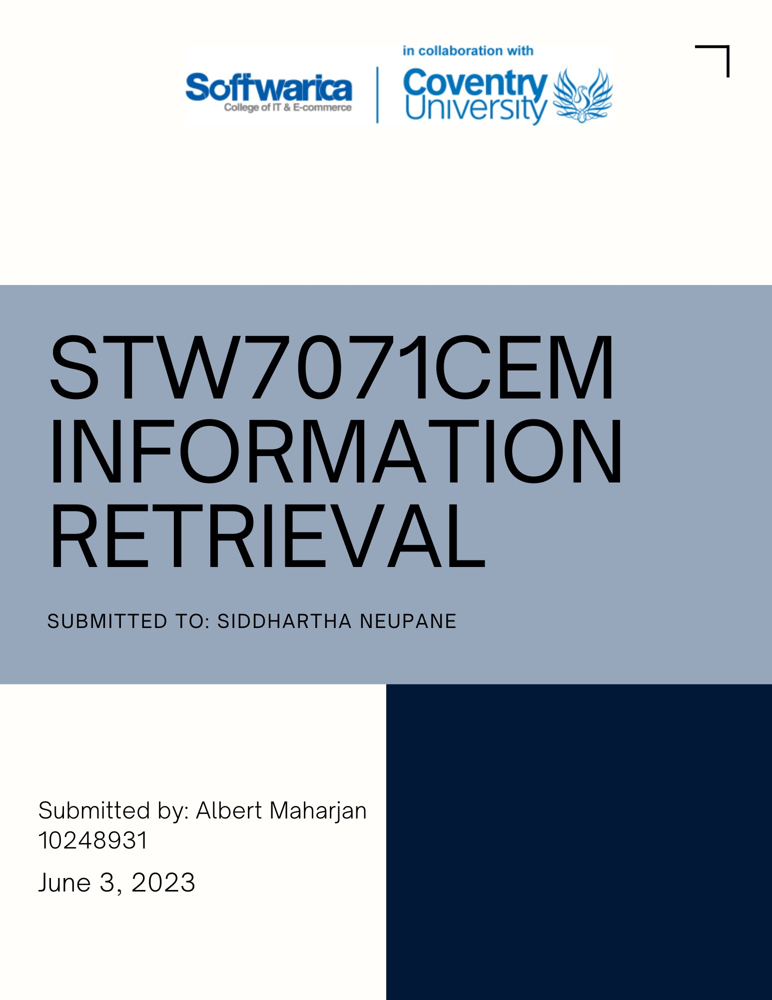 in collaboration with
Softwarica
College of IT & E-commerce
Coventry
University
STW7071CEM
INFORMATION
RETRIEVAL
SUBMITTED TO: SIDDHARTHA NEUPANE
Submitted by: Albert Maharjan
10248931
June 3, 2023